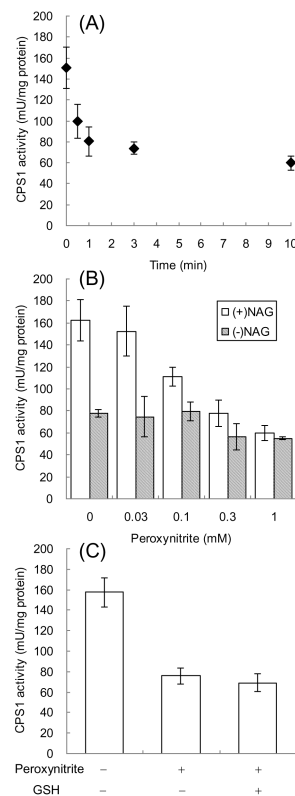 (A)
CPS1 activity (mU/mg protein)
200
180
160
140
120
100
80
60
40
20
0
0 1 2 3 4 5 6 7 8 9 10
Time (min)
(B)
CPS1 activity (mU/mg protein)
200
180
160
140
120
100
80
60
40
20
0
(+)NAG
(-)NAG
0 0.03 0.1 0.3 1
Peroxynitrite (mM)
(C)
CPS1 activity (mU/mg protein)
200
180
160
140
120
100
80
60
40
20
0
Peroxynitrite − + +
GSH − − +